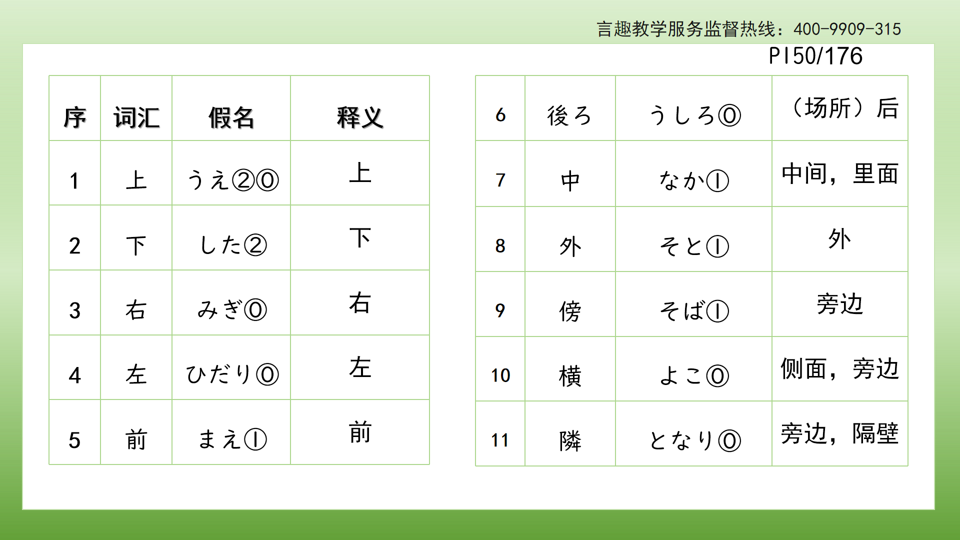 言趣教学服务监督热线：400-9909-315
P150/176
序 词汇 假名 释义
1 上 うえ②⓪ 上
2 下 した② 下
3 右 みぎ⓪ 右
4 左 ひだり⓪ 左
5 前 まえ① 前
6 後ろ うしろ⓪ （场所）后
7 中 なか① 中间，里面
8 外 そと① 外
9 傍 そば① 旁边
10 横 よこ⓪ 侧面，旁边
11 隣 となり⓪ 旁边，隔壁